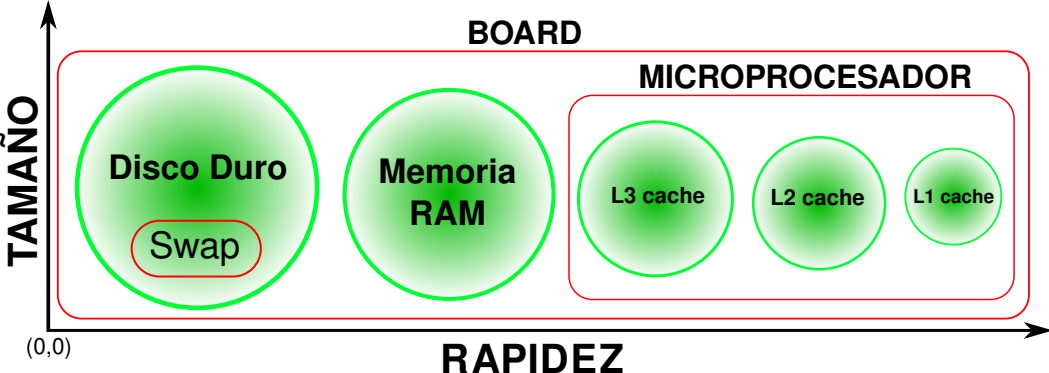 BOARD
MICROPROCESADOR
TAMAÑO
Disco Duro
Swap
Memoria
RAM
L3 cache
L2 cache
L1 cache
(0,0)
RAPIDEZ